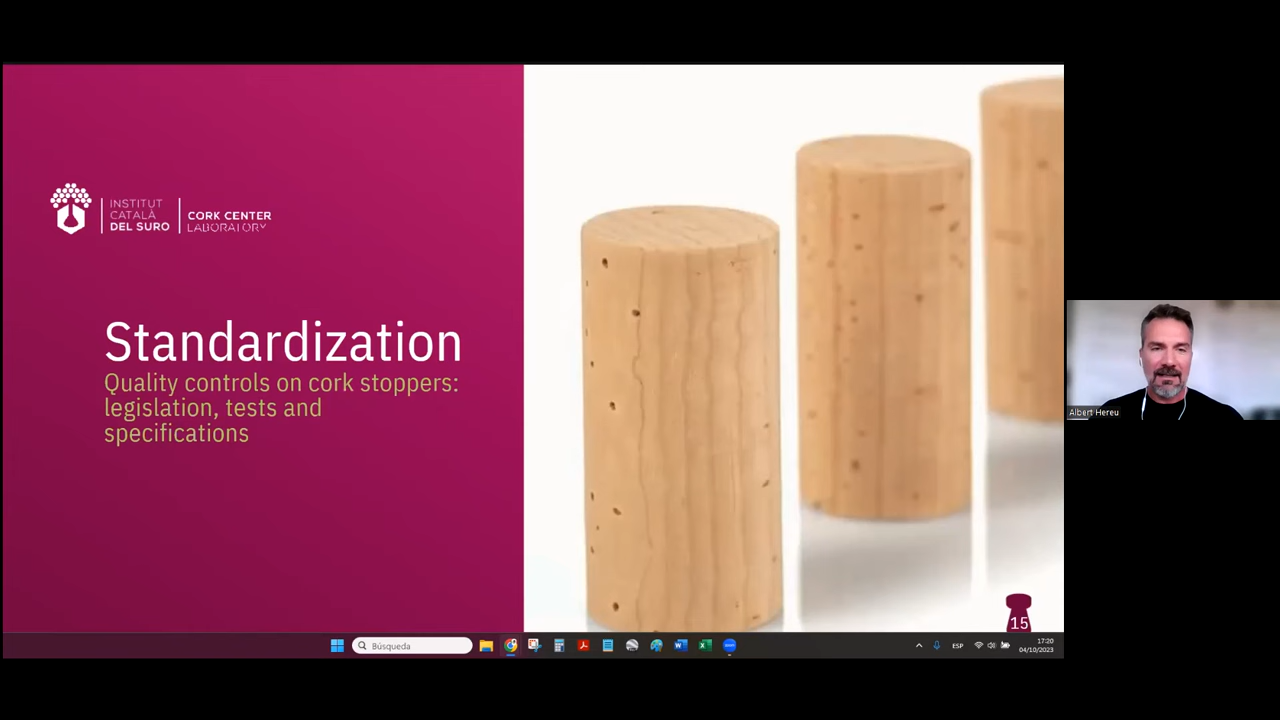 INSTITUT
CATALÀ
DEL SURO
CORK CENTER
LABORATORY
Standardization
Quality controls on cork stoppers:
legislation, tests and
specifications
Albert Hereu
15
Búsqueda
ESP
17:20
04/10/2023